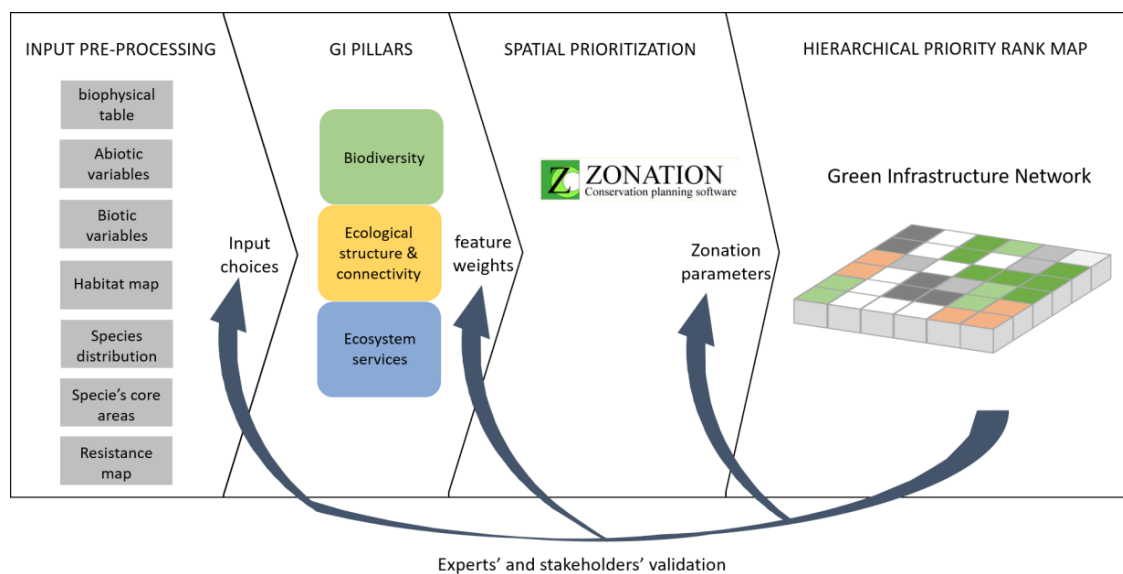 INPUT PRE-PROCESSING
biophysical
table
Abiotic
variables
Biotic
variables
Habitat map
Species
distribution
Specie's core
areas
Resistance
map
Input
choices
GI PILLARS
Biodiversity
Ecological
structure &
connectivity
Ecosystem
services
feature
weights
SPATIAL PRIORITIZATION
Z ZONATION
Conservation planning software
Zonation
parameters
HIERARCHICAL PRIORITY RANK MAP
Green Infrastructure Network
Experts' and stakeholders' validation